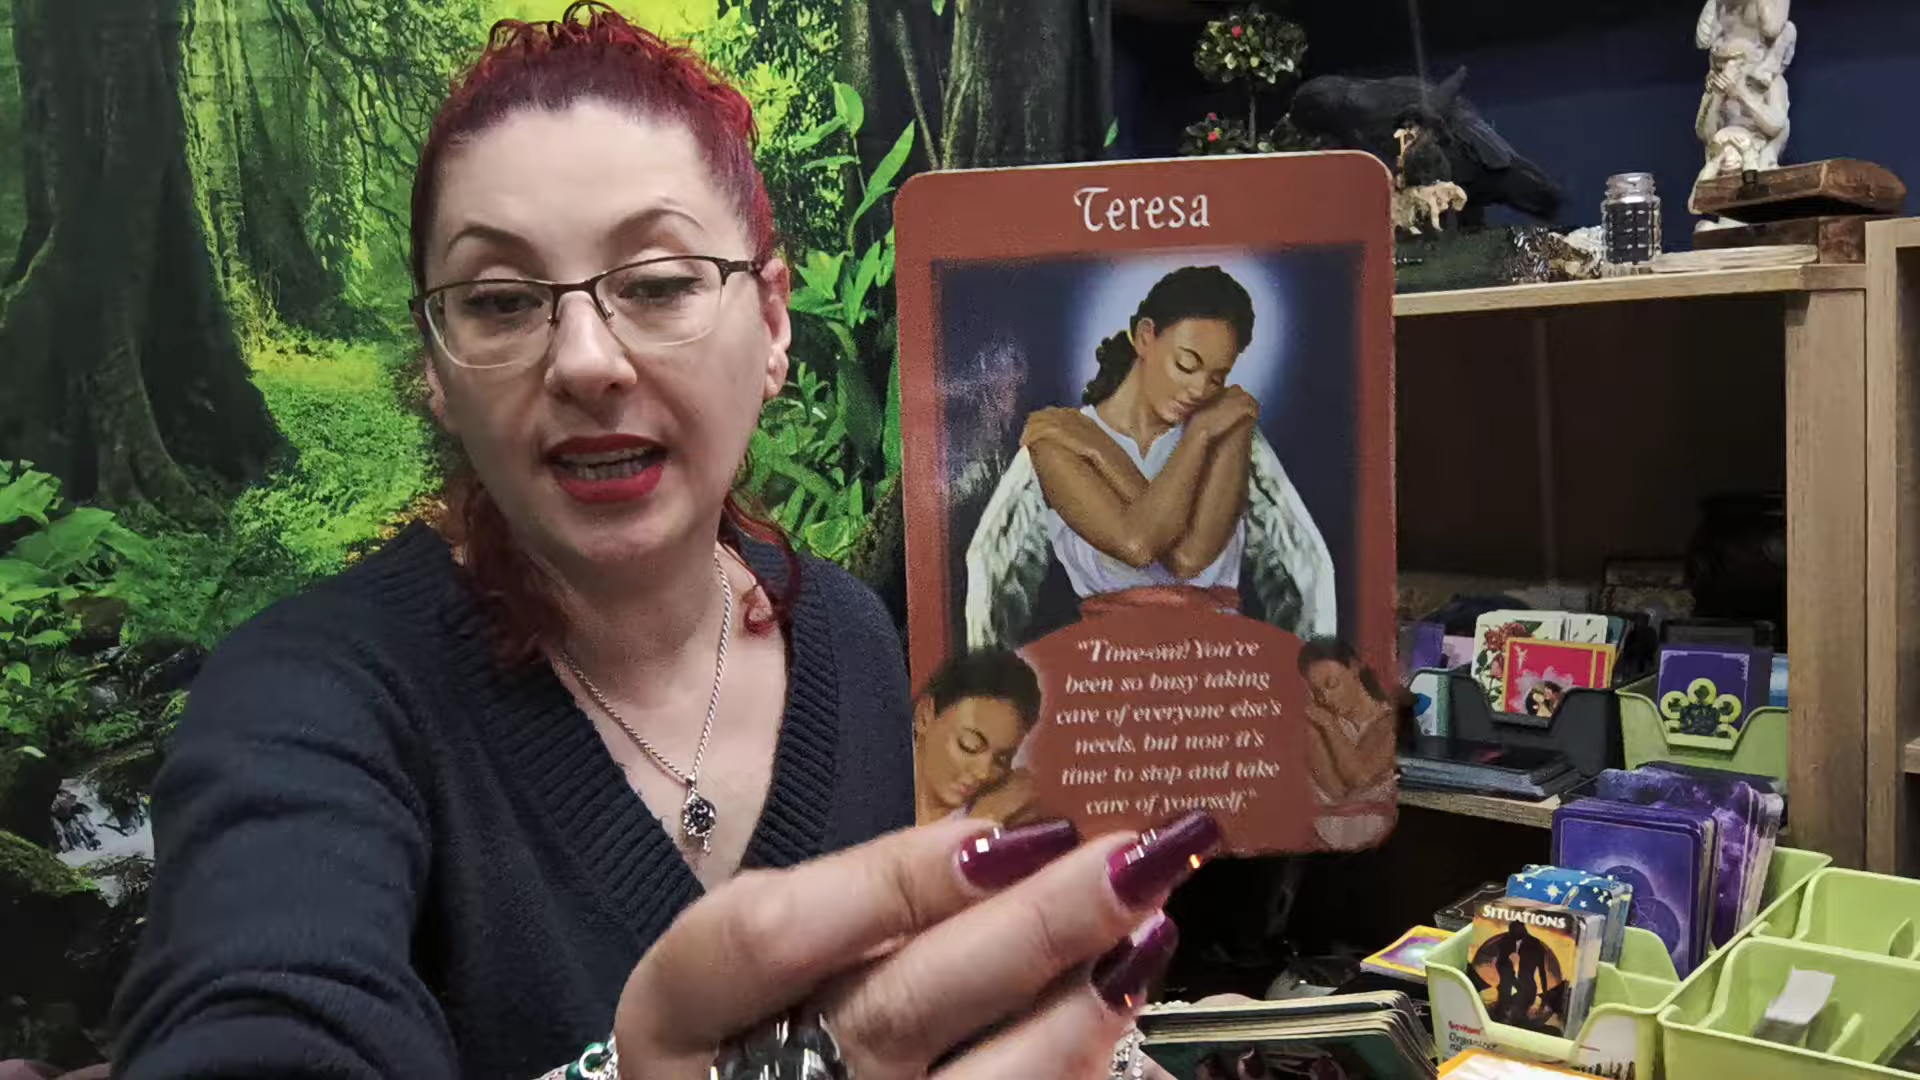 Teresa
"Time-out! You've
been so busy taking
care of everyone else's
needs, but now it's
time to stop and take
care of yourself."
SITUATIONS